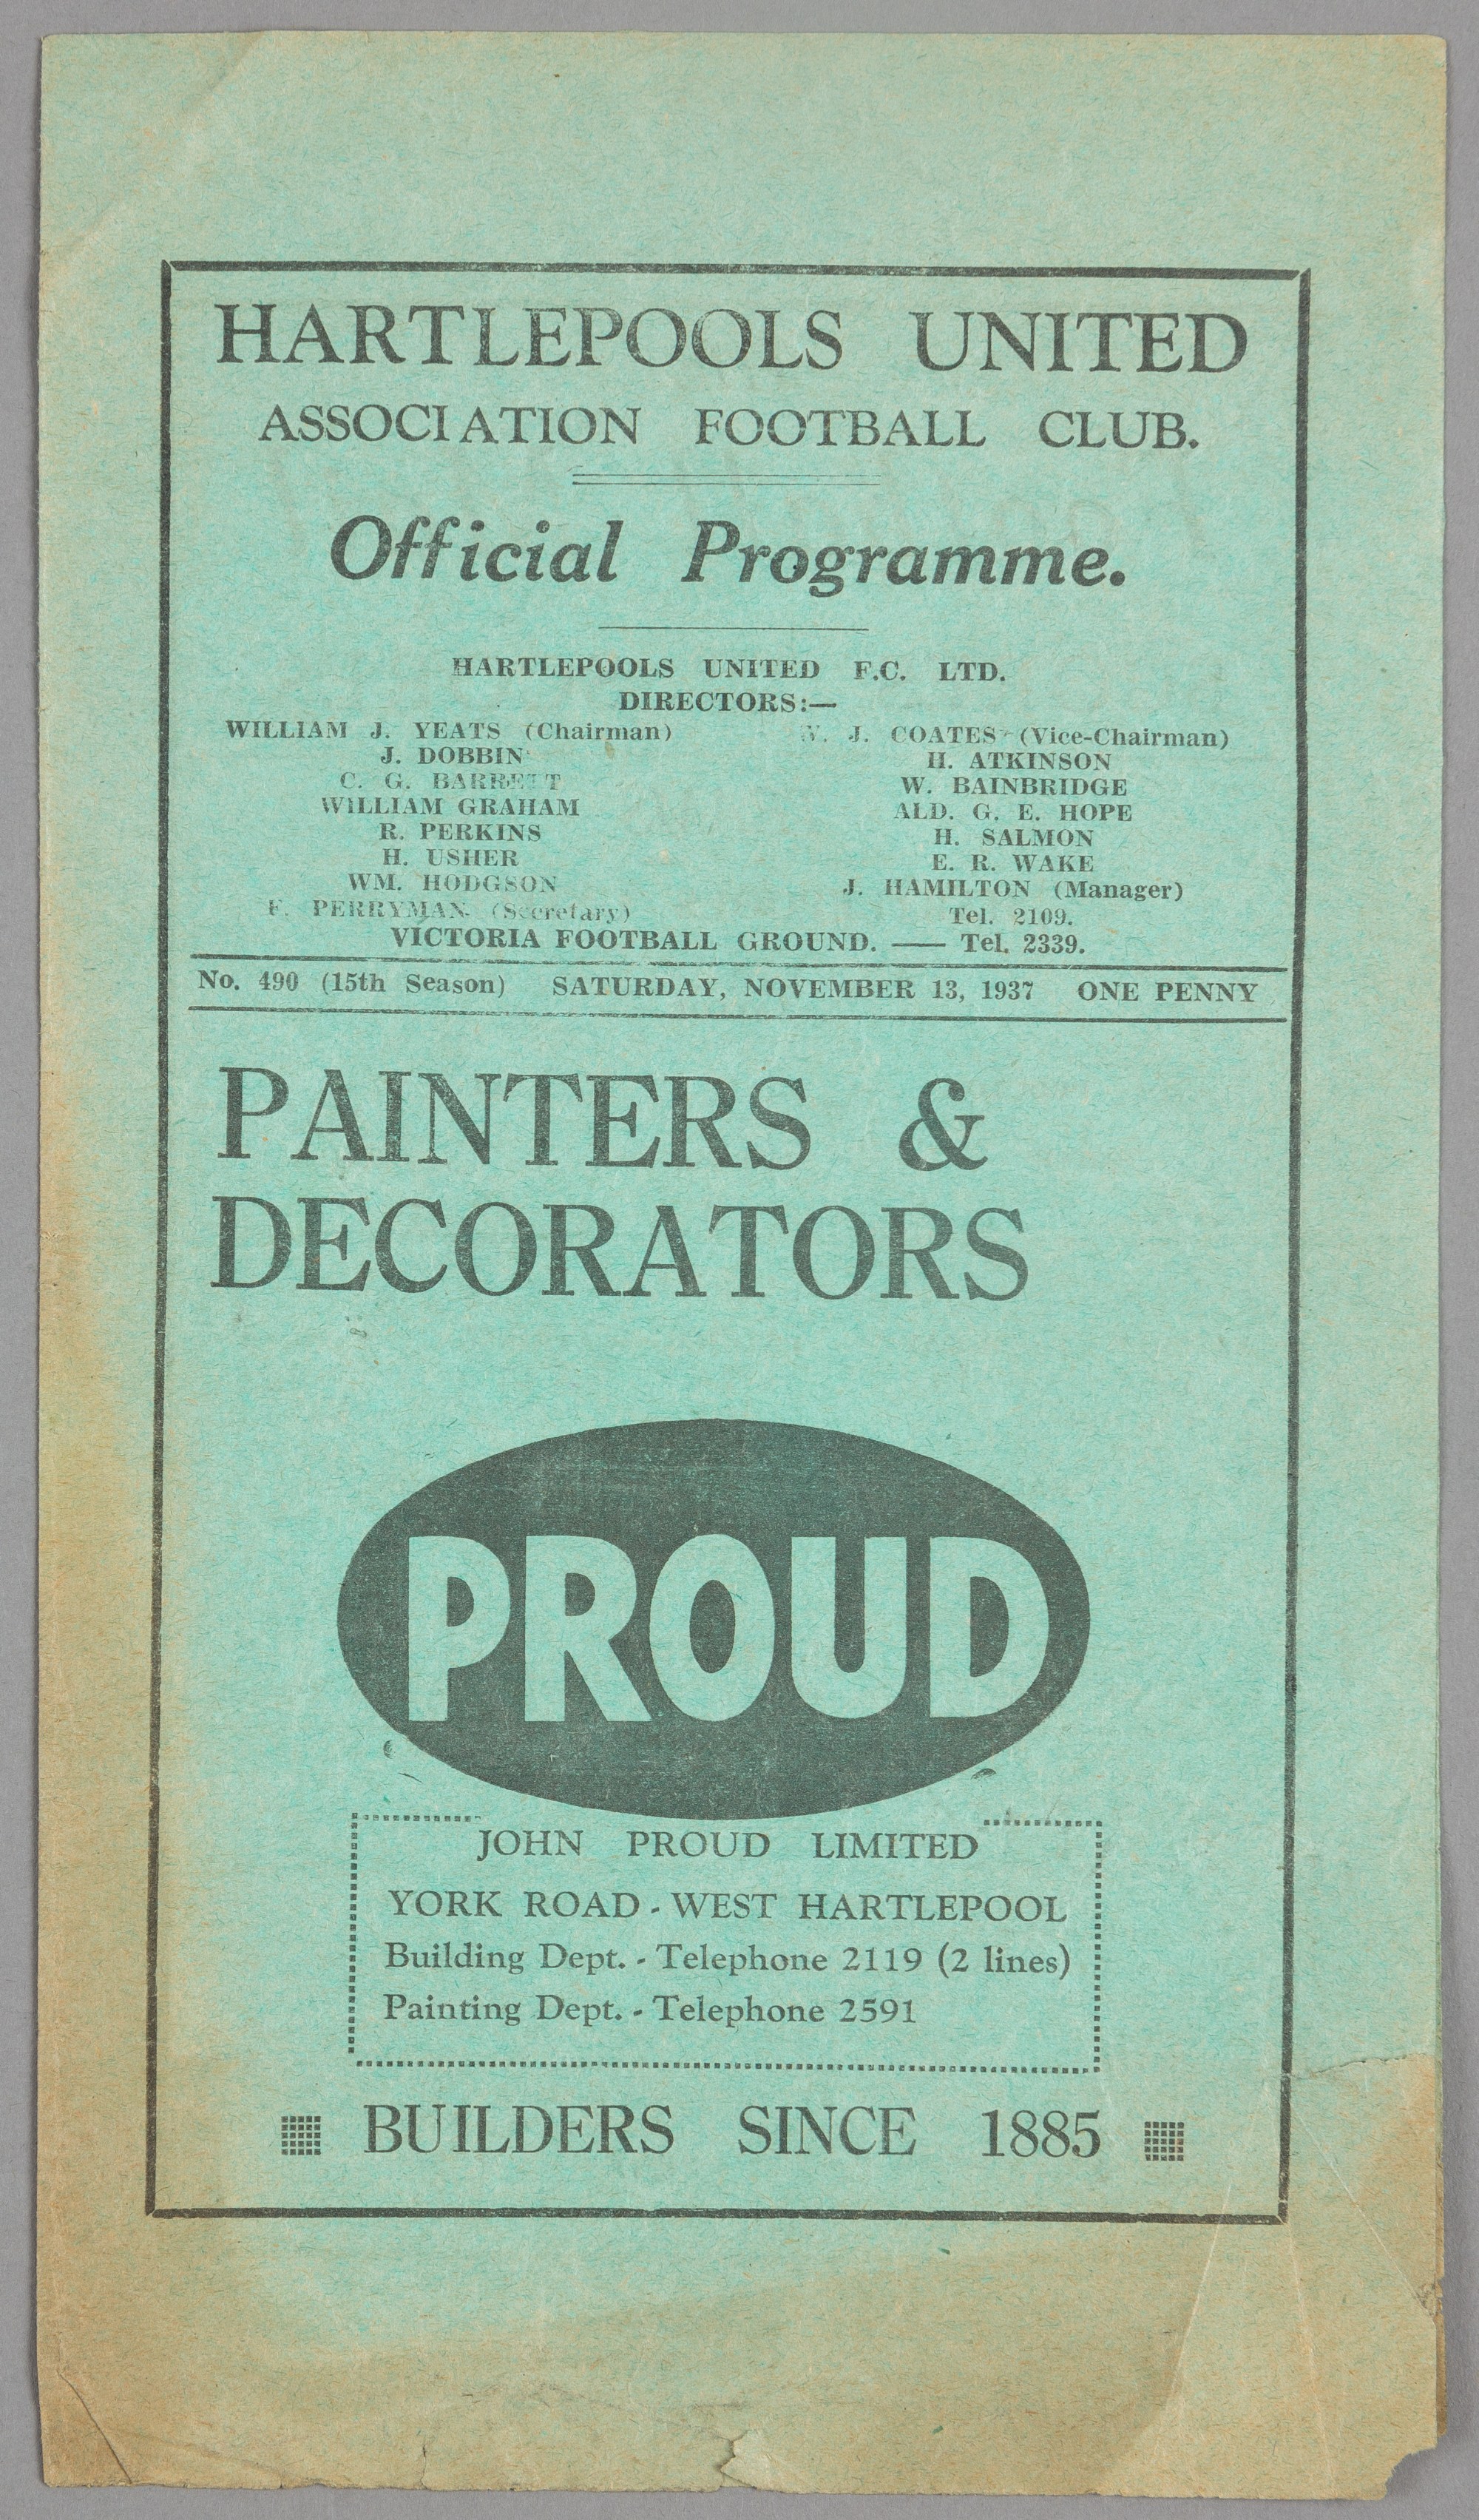 HARTLEPOOLS UNITED
ASSOCIATION FOOTBALL CLUB.
Official Programme.
HARTLEPOOLS UNITED F.C. LTD.
DIRECTORS:—
WILLIAM J. YEATS (Chairman)
J. DOBBIN
C. G. BARRETT
WILLIAM GRAHAM
R. PERKINS
H. USHER
WM. HODGSON
F. PERRYMAN (Secretary)
J. COATES (Vice-Chairman)
H. ATKINSON
W. BAINBRIDGE
ALD. G. E. HOPE
H. SALMON
E. R. WAKE
J. HAMILTON (Manager)
Tel. 2109.
VICTORIA FOOTBALL GROUND. — Tel. 2339.
No. 490 (15th Season) SATURDAY, NOVEMBER 13, 1937 ONE PENNY
PAINTERS &
DECORATORS
PROUD
JOHN PROUD LIMITED
YORK ROAD - WEST HARTLEPOOL
Building Dept. - Telephone 2119 (2 lines)
Painting Dept. - Telephone 2591
BUILDERS SINCE 1885